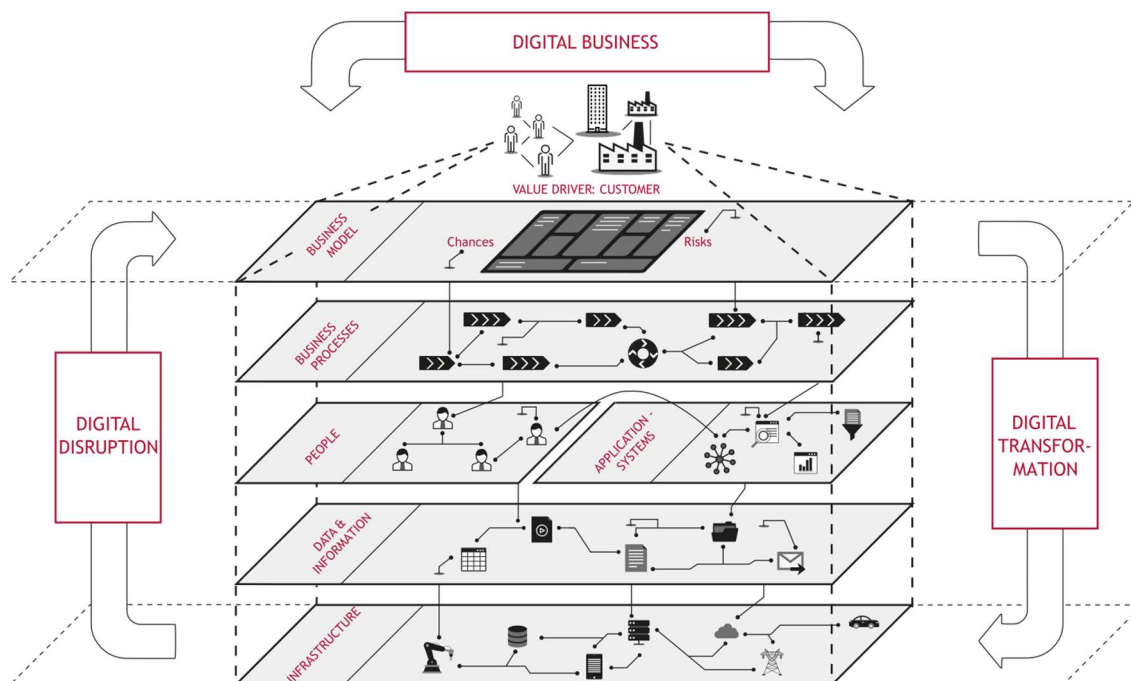 DIGITAL BUSINESS
VALUE DRIVER: CUSTOMER
BUSINESS
MODEL
Chances
Risks
BUSINESS
PROCESSES
DIGITAL
DISRUPTION
DIGITAL
TRANSFOR-
MATION
PEOPLE
APPLICATION -
SYSTEMS
DATA &
INFORMATION
INFRASTRUCTURE